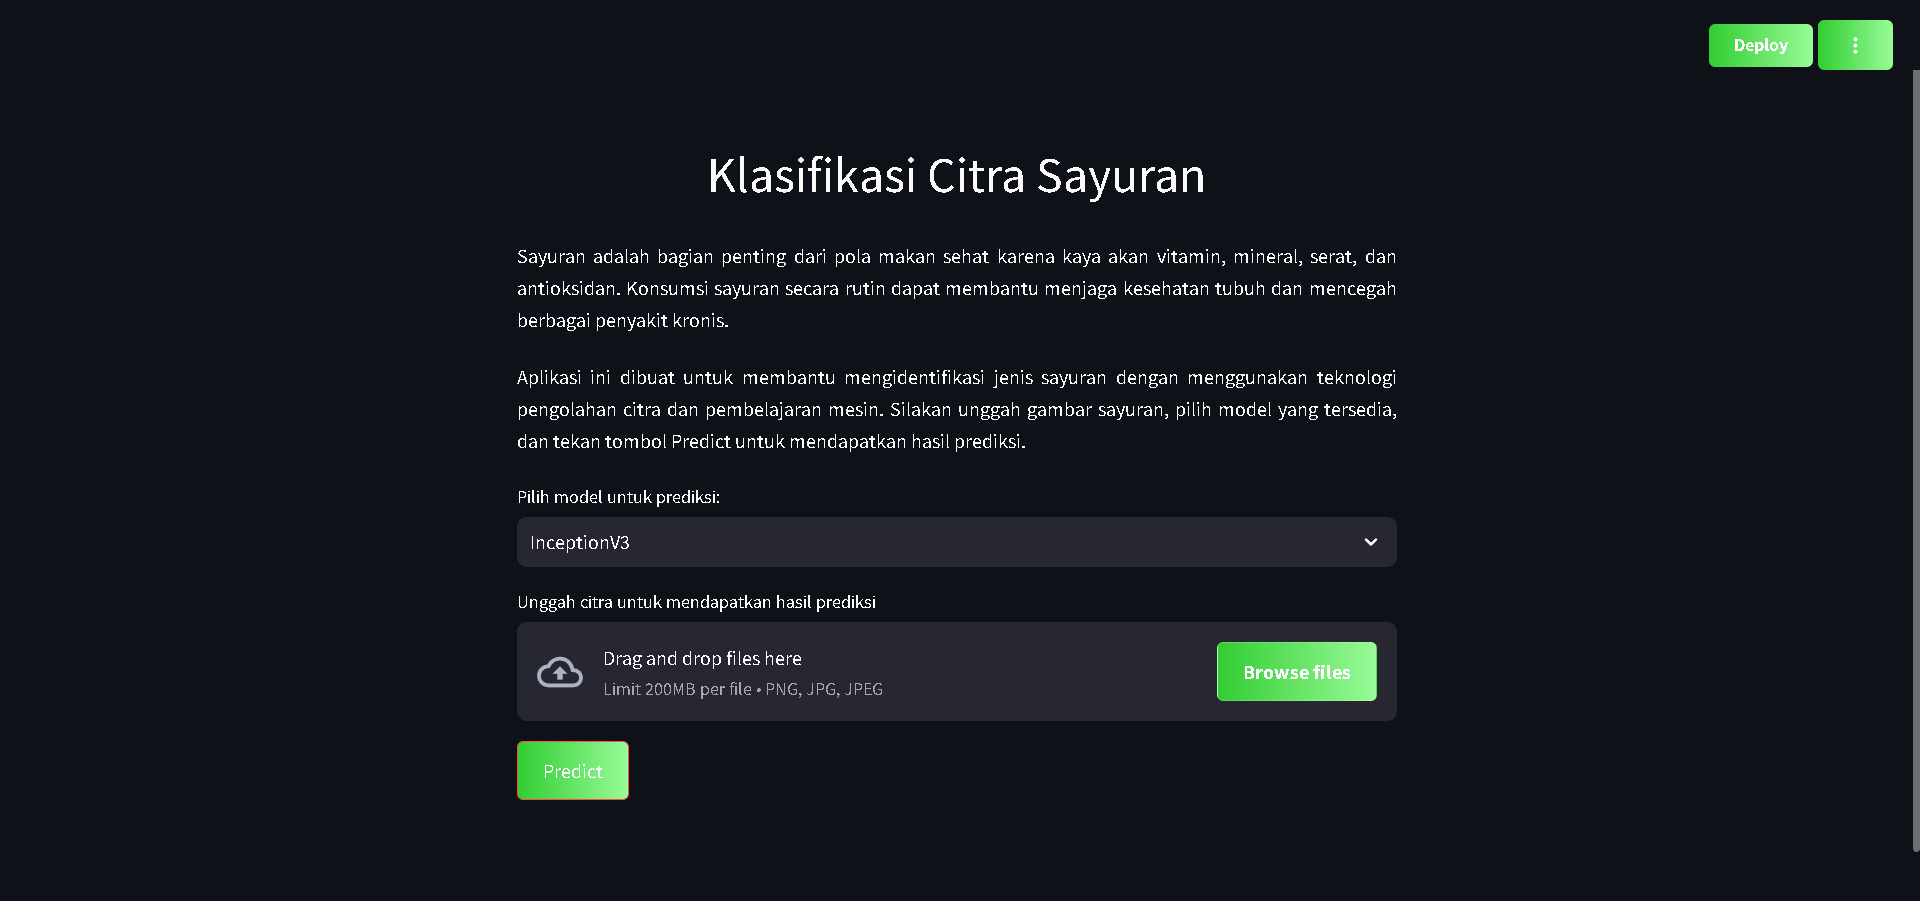 Deploy
Klasifikasi Citra Sayuran
Sayuran adalah bagian penting dari pola makan sehat karena kaya akan vitamin, mineral, serat, dan
antioksidan. Konsumsi sayuran secara rutin dapat membantu menjaga kesehatan tubuh dan mencegah
berbagai penyakit kronis.
Aplikasi ini dibuat untuk membantu mengidentifikasi jenis sayuran dengan menggunakan teknologi
pengolahan citra dan pembelajaran mesin. Silakan unggah gambar sayuran, pilih model yang tersedia,
dan tekan tombol Predict untuk mendapatkan hasil prediksi.
Pilih model untuk prediksi:
InceptionV3
Unggah citra untuk mendapatkan hasil prediksi
Drag and drop files here
Limit 200MB per file • PNG, JPG, JPEG
Browse files
Predict